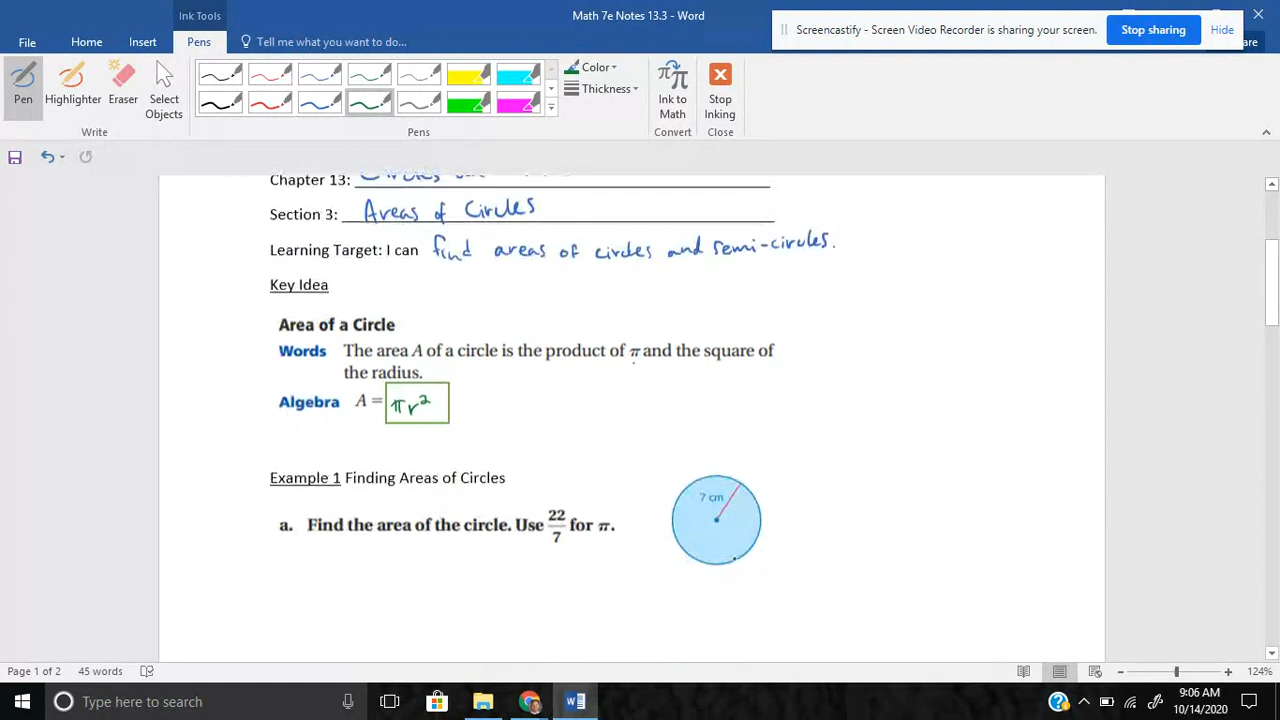 Ink Tools
Math 7e Notes 13.3 - Word
Screencastify - Screen Video Recorder is sharing your screen.
Stop sharing
Hide
File
Home
Insert
Pens
Tell me what you want to do...
are
Pen
Highlighter
Eraser
Select
Objects
Color
Thickness
Ink to
Math
Stop
Inking
Write
Pens
Convert
Close
Chapter 13: Circles
Section 3: Areas of Circles
Learning Target: I can find areas of circles and semi-circles.
Key Idea
Area of a Circle
Words The area A of a circle is the product of π and the square of
the radius.
Algebra A = πr²
Example 1 Finding Areas of Circles
7 cm
a. Find the area of the circle. Use 22/7 for π.
Page 1 of 2
45 words
124%
Type here to search
9:06 AM
10/14/2020